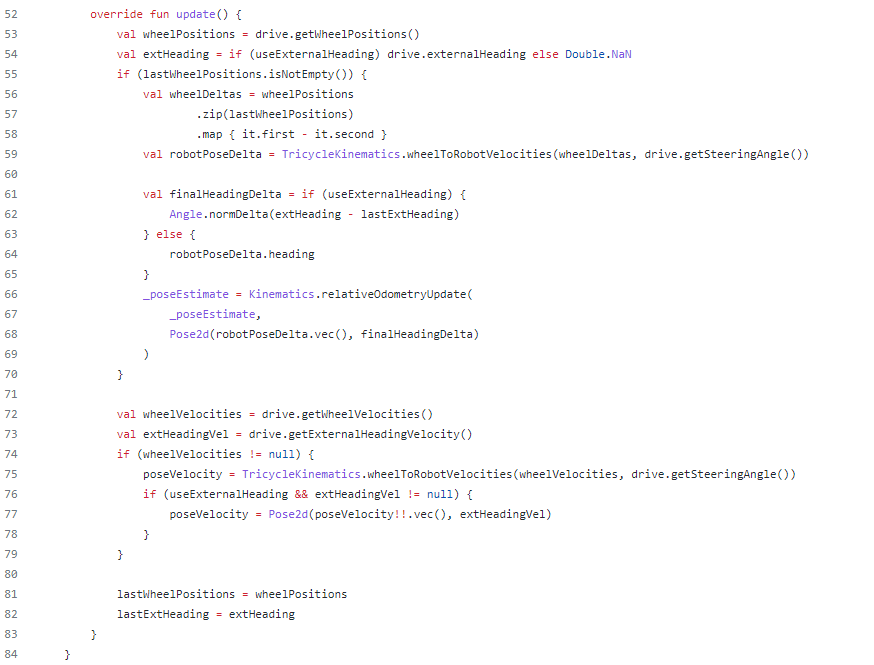 52 override fun update() {
53 val wheelPositions = drive.getWheelPositions()
54 val extHeading = if (useExternalHeading) drive.externalHeading else Double.NaN
55 if (lastWheelPositions.isNotEmpty()) {
56 val wheelDeltas = wheelPositions
57 .zip(lastWheelPositions)
58 .map { it.first - it.second }
59 val robotPoseDelta = TricycleKinematics.wheelToRobotVelocities(wheelDeltas, drive.getSteeringAngle())
60
61 val finalHeadingDelta = if (useExternalHeading) {
62 Angle.normDelta(extHeading - lastExtHeading)
63 } else {
64 robotPoseDelta.heading
65 }
66 _poseEstimate = Kinematics.relativeOdometryUpdate(
67 _poseEstimate,
68 Pose2d(robotPoseDelta.vec(), finalHeadingDelta)
69 )
70 }
71
72 val wheelVelocities = drive.getWheelVelocities()
73 val extHeadingVel = drive.getExternalHeadingVelocity()
74 if (wheelVelocities != null) {
75 poseVelocity = TricycleKinematics.wheelToRobotVelocities(wheelVelocities, drive.getSteeringAngle())
76 if (useExternalHeading && extHeadingVel != null) {
77 poseVelocity = Pose2d(poseVelocity!!.vec(), extHeadingVel)
78 }
79 }
80
81 lastWheelPositions = wheelPositions
82 lastExtHeading = extHeading
83 }
84 }